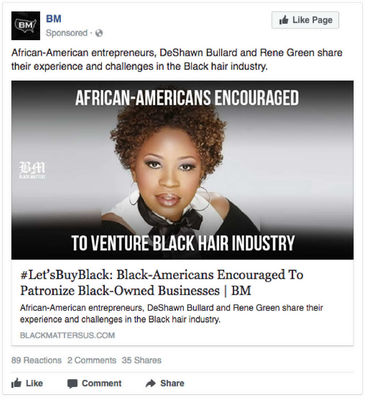 BM
BM
Like Page
Sponsored ·
African-American entrepreneurs, DeShawn Bullard and Rene Green share
their experience and challenges in the Black hair industry.
AFRICAN-AMERICANS ENCOURAGED
BM
BLACK MATTERS
TO VENTURE BLACK HAIR INDUSTRY
#Let'sBuyBlack: Black-Americans Encouraged To
Patronize Black-Owned Businesses | BM
African-American entrepreneurs, DeShawn Bullard and Rene Green share their
experience and challenges in the Black hair industry.
BLACKMATTERSUS.COM
89 Reactions 2 Comments 35 Shares
Like Comment Share